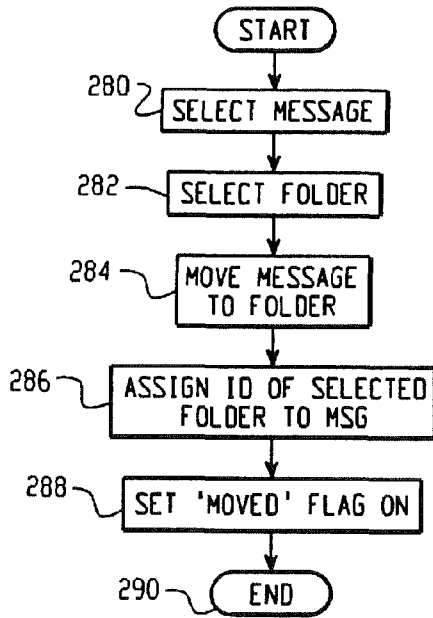 START
280
SELECT MESSAGE
282
SELECT FOLDER
284
MOVE MESSAGE
TO FOLDER
286
ASSIGN ID OF SELECTED
FOLDER TO MSG
288
SET 'MOVED' FLAG ON
290
END